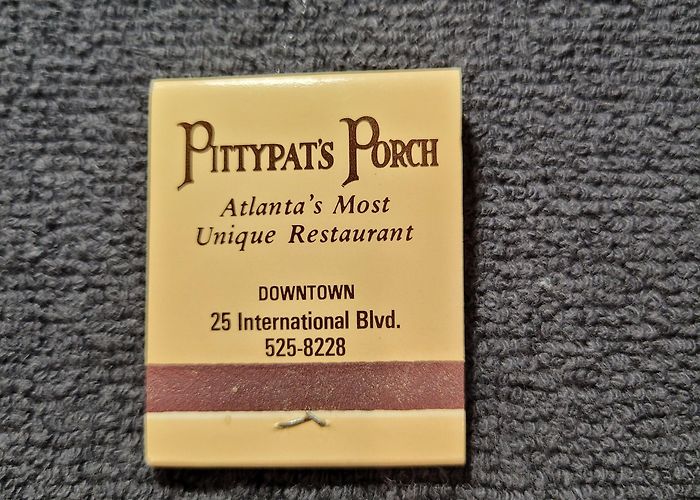 PITTYPAT'S PORCH
Atlanta's Most
Unique Restaurant
DOWNTOWN
25 International Blvd.
525-8228